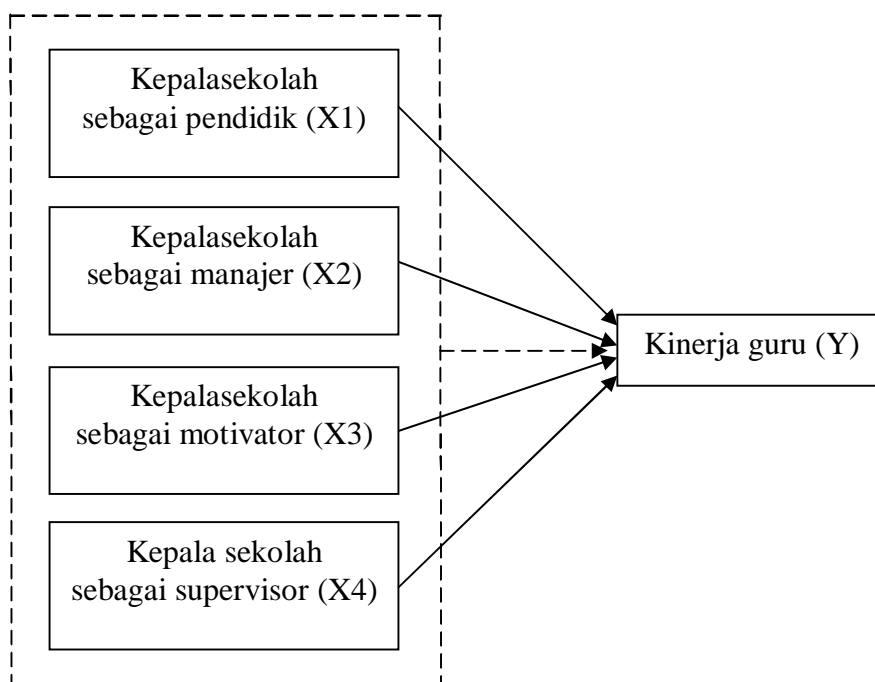 Kepalasekolah
sebagai pendidik (X1)
Kepalasekolah
sebagai manajer (X2)
Kepalasekolah
sebagai motivator (X3)
Kepala sekolah
sebagai supervisor (X4)
Kinerja guru (Y)